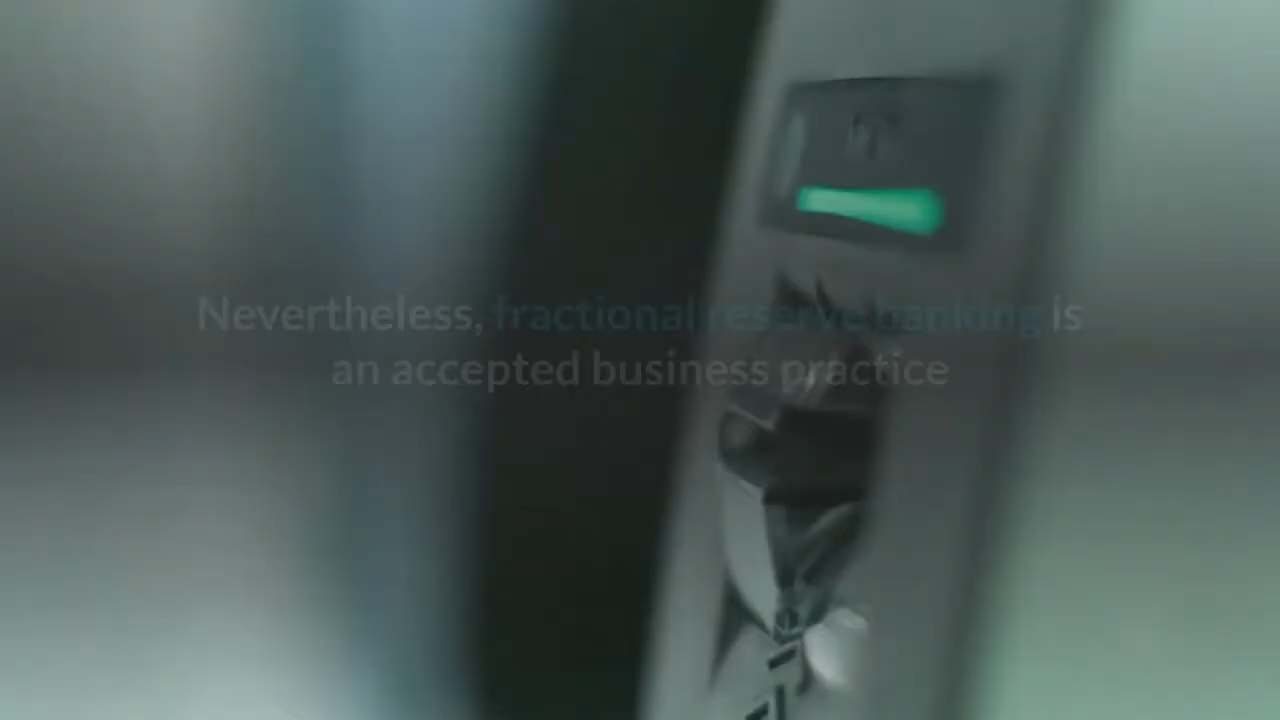 Nevertheless, fractional reserve banking is
an accepted business practice